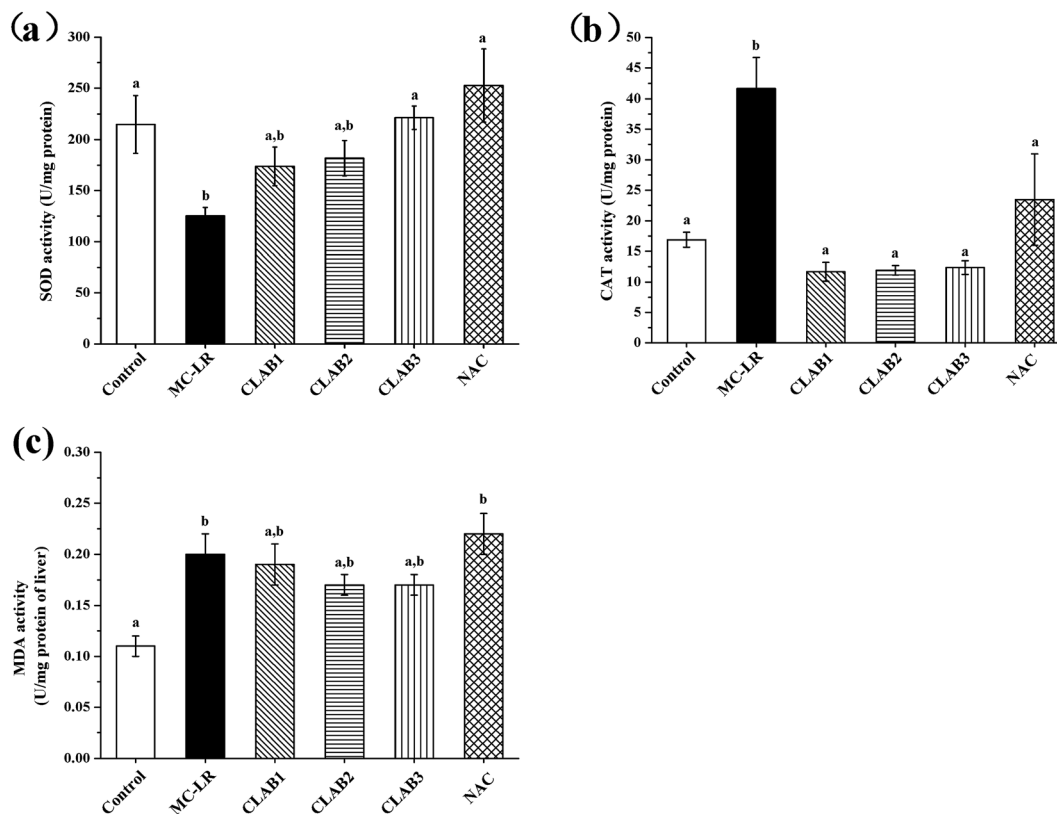 (a)
300
250
200
150
100
50
0
SOD activity (U/mg protein)
a
b
a,b
a,b
a
a
Control
MC-LR
CLAB1
CLAB2
CLAB3
NAC
(b)
50
45
40
35
30
25
20
15
10
5
0
CAT activity (U/mg protein)
a
b
a
a
a
a
Control
MC-LR
CLAB1
CLAB2
CLAB3
NAC
(c)
0.30
0.25
0.20
0.15
0.10
0.05
0.00
MDA activity
(U/mg protein of liver)
a
b
a,b
a,b
a,b
b
Control
MC-LR
CLAB1
CLAB2
CLAB3
NAC